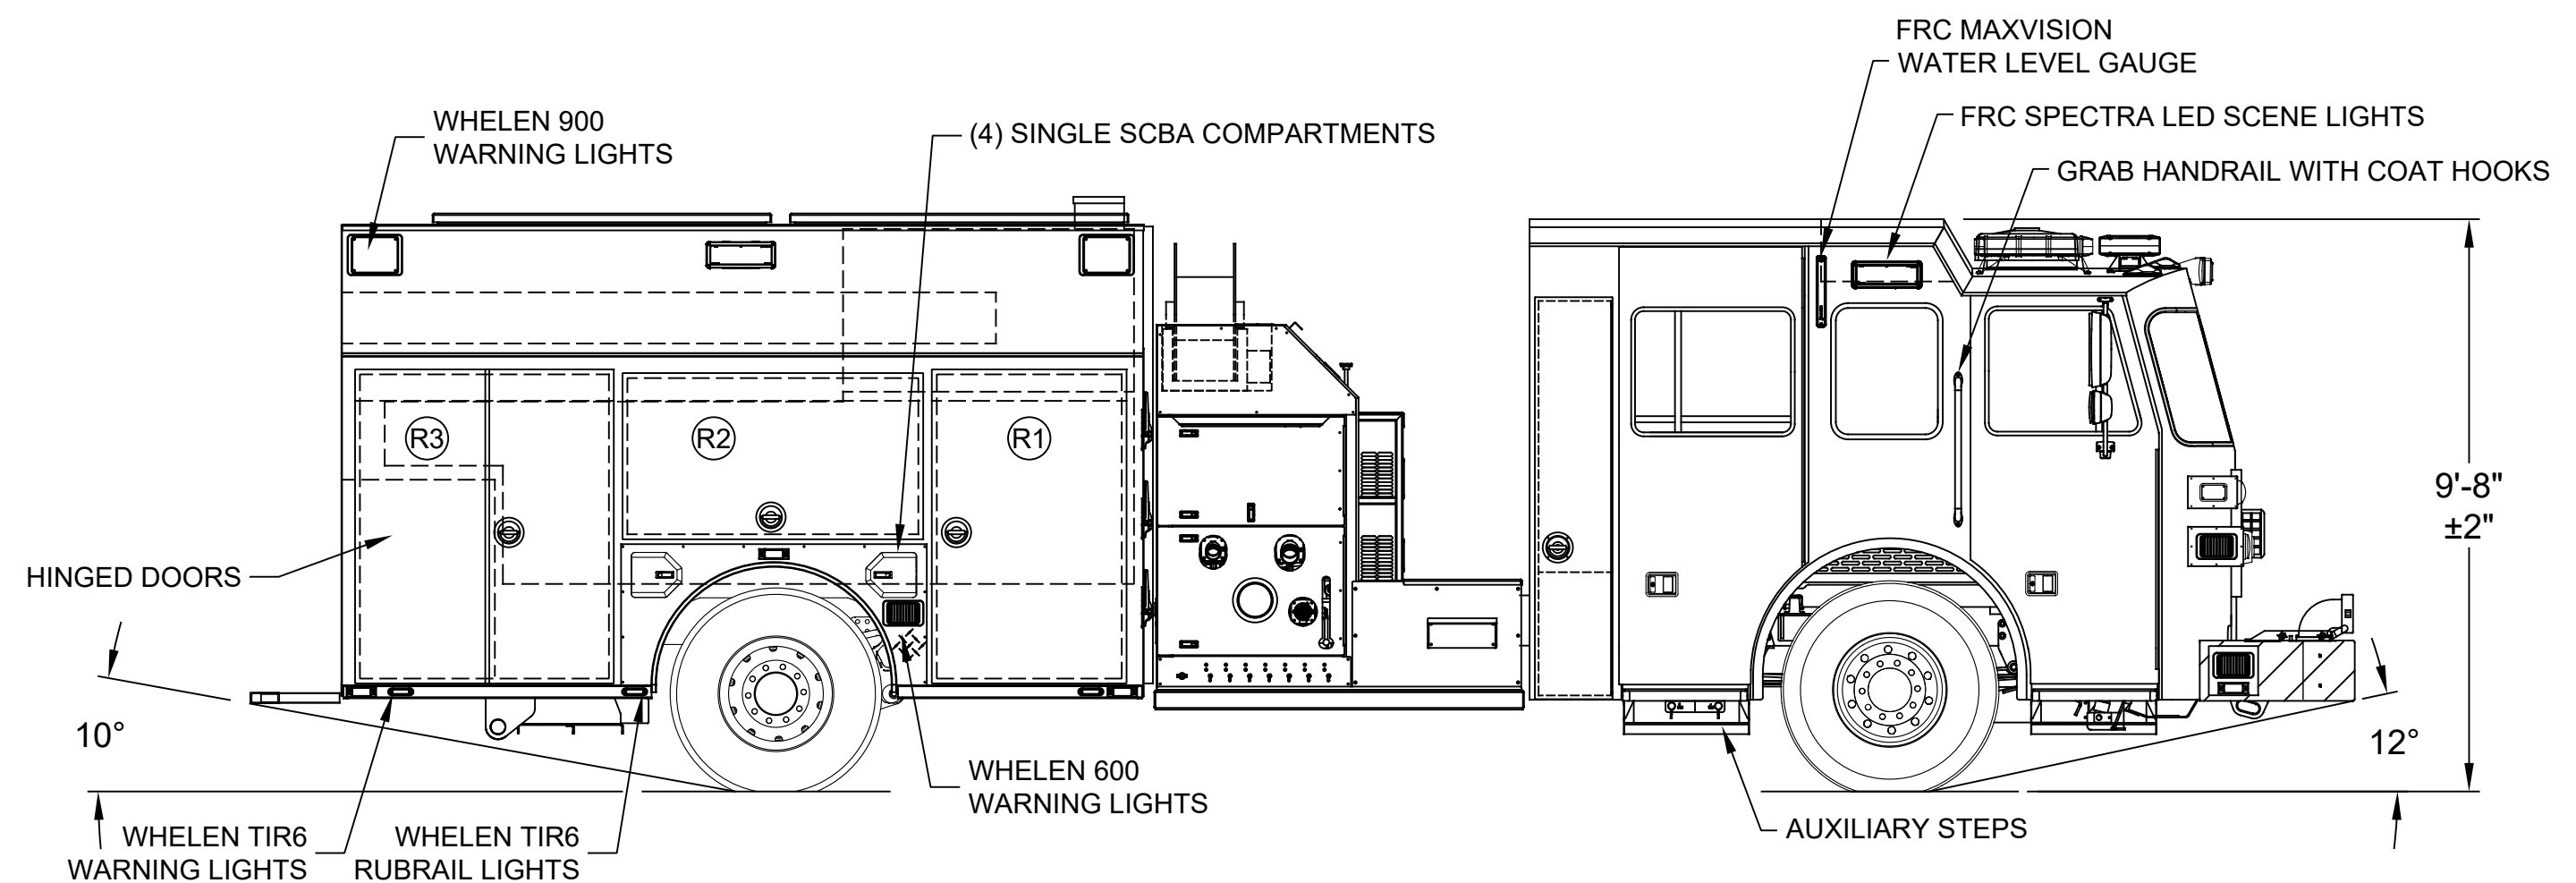 FRC MAXVISION
WATER LEVEL GAUGE
WHELEN 900
WARNING LIGHTS
(4) SINGLE SCBA COMPARTMENTS
FRC SPECTRA LED SCENE LIGHTS
GRAB HANDRAIL WITH COAT HOOKS
R3
R2
R1
9'-8"
±2"
HINGED DOORS
10°
12°
WHELEN 600
WARNING LIGHTS
WHELEN TIR6
WARNING LIGHTS
WHELEN TIR6
RUBRAIL LIGHTS
AUXILIARY STEPS